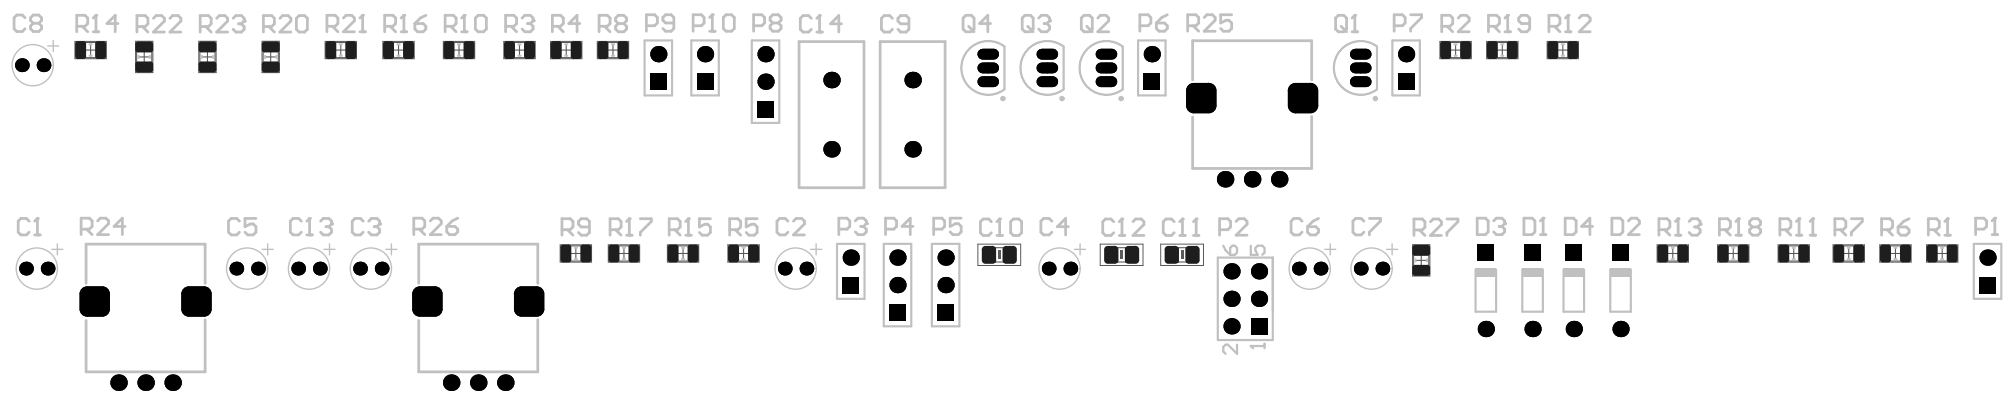 C8 R14 R22 R23 R20 R21 R16 R10 R3 R4 R8 P9 P10 P8 C14 C9 Q4 Q3 Q2 P6 R25 Q1 P7 R2 R19 R12
C1 R24 C5 C13 C3 R26 R9 R17 R15 R5 C2 P3 P4 P5 C10 C4 C12 C11 P2 C6 C7 R27 D3 D1 D4 D2 R13 R18 R11 R7 R6 R1 P1
6 5
2 1